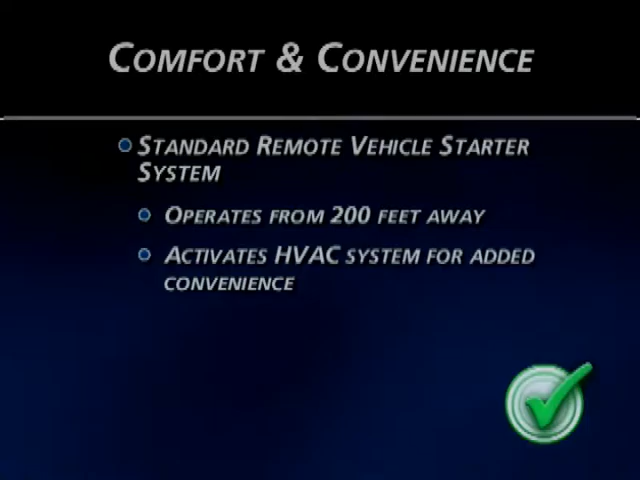 COMFORT & CONVENIENCE
STANDARD REMOTE VEHICLE STARTER
SYSTEM
OPERATES FROM 200 FEET AWAY
ACTIVATES HVAC SYSTEM FOR ADDED
CONVENIENCE